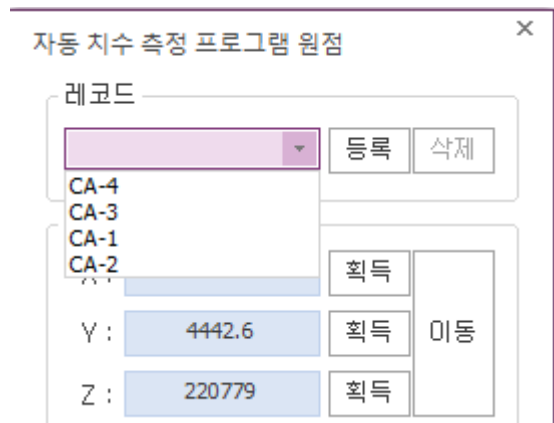 자동 치수 측정 프로그램 원점
레코드
등록 삭제
CA-4
CA-3
CA-1
CA-2
획득
Y : 4442.6 획득 이동
Z : 220779 획득